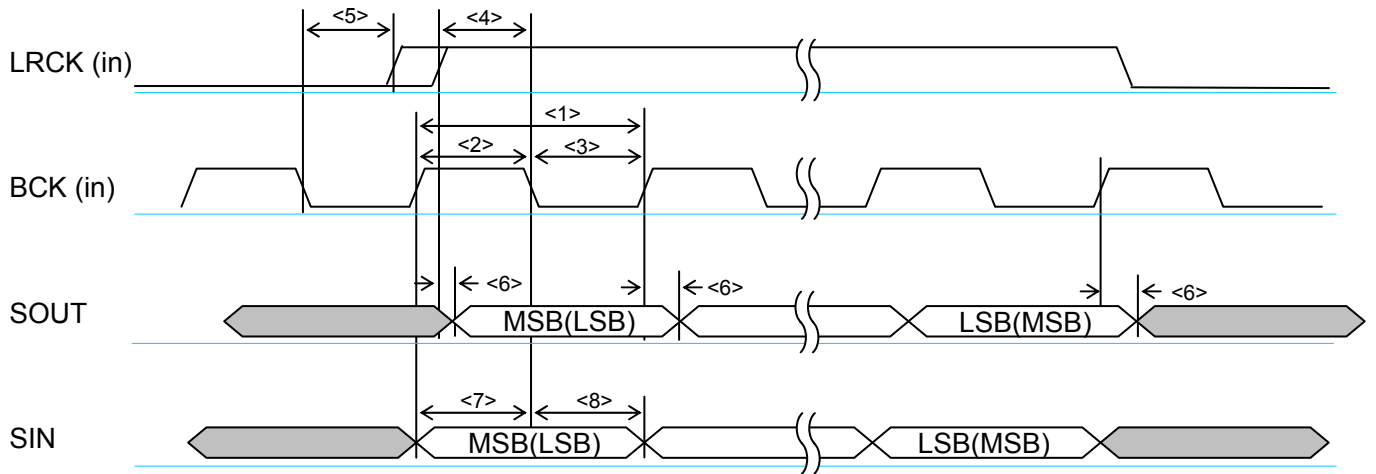 <5>
<4>
LRCK (in)
<1>
<2>
<3>
BCK (in)
<6>
<6>
<6>
SOUT
MSB(LSB)
LSB(MSB)
<7>
<8>
SIN
MSB(LSB)
LSB(MSB)